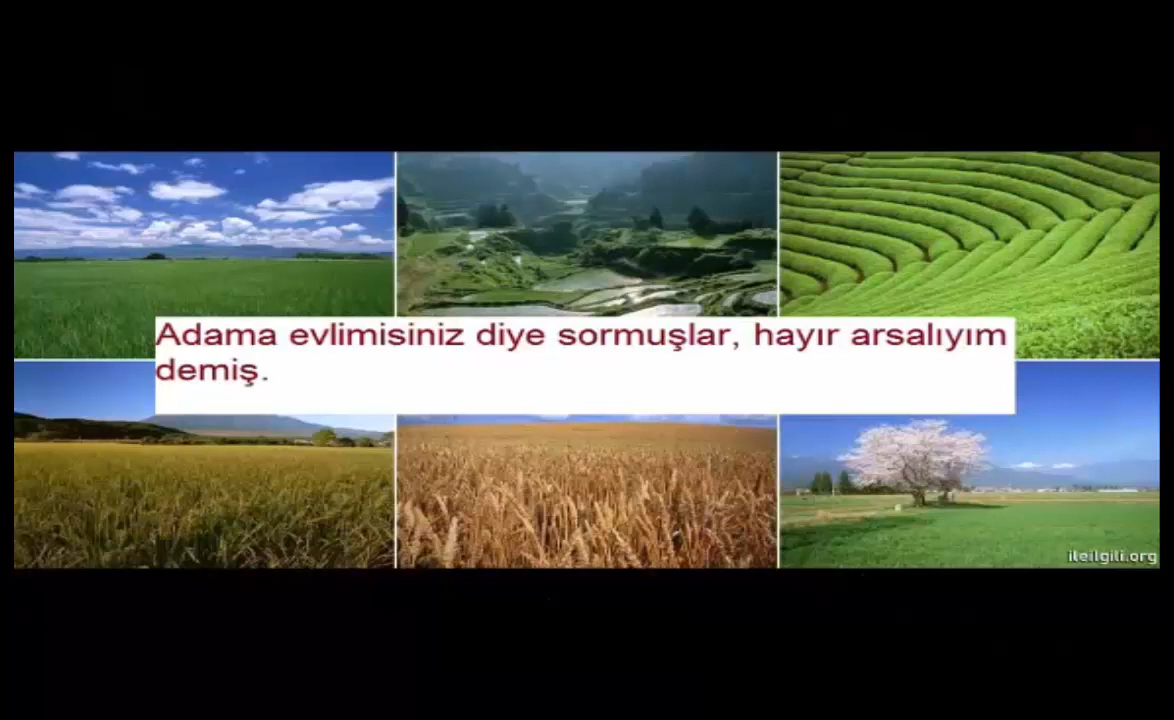 Adama evlimisiniz diye sormuşlar, hayır arsalıyım
demiş.
ileilgili.org